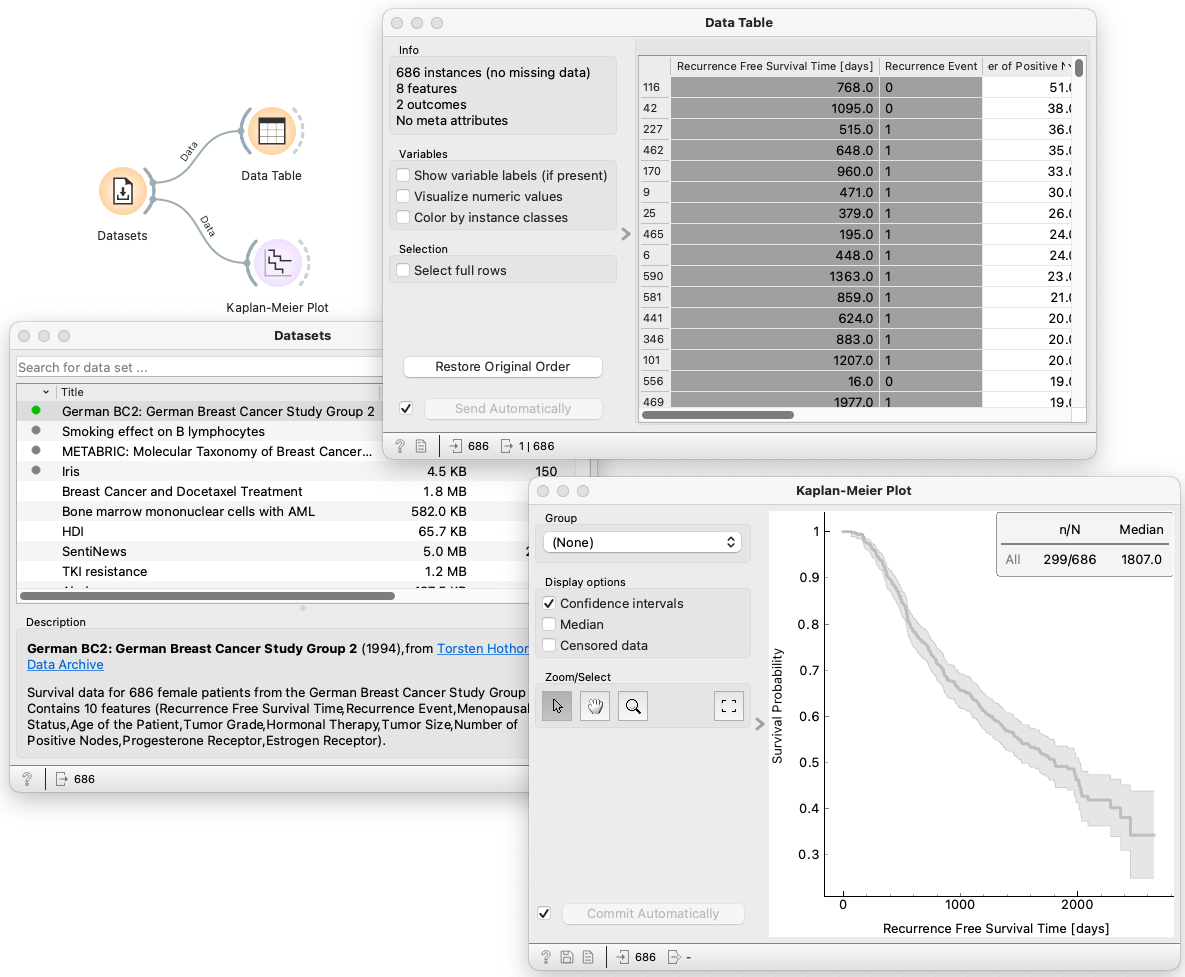 Data Table
Info
686 instances (no missing data)
8 features
2 outcomes
No meta attributes
Variables
Show variable labels (if present)
Visualize numeric values
Color by instance classes
Selection
Select full rows
Restore Original Order
Send Automatically
686 1 | 686
Recurrence Free Survival Time [days] Recurrence Event er of Positive N
116 768.0 0 51.0
42 1095.0 0 38.0
227 515.0 1 36.0
462 648.0 1 35.0
170 960.0 1 33.0
9 471.0 1 30.0
25 379.0 1 26.0
465 195.0 1 24.0
6 448.0 1 24.0
590 1363.0 1 23.0
581 859.0 1 21.0
441 624.0 1 20.0
346 883.0 1 20.0
101 1207.0 1 20.0
556 16.0 0 19.0
469 1977.0 1 19.0
Data
Data Table
Datasets
Data
Kaplan-Meier Plot
Datasets
Search for data set ...
Title
German BC2: German Breast Cancer Study Group 2
Smoking effect on B lymphocytes
METABRIC: Molecular Taxonomy of Breast Cancer...
Iris 4.5 KB 150
Breast Cancer and Docetaxel Treatment 1.8 MB
Bone marrow mononuclear cells with AML 582.0 KB
HDI 65.7 KB
SentiNews 5.0 MB 2
TKI resistance 1.2 MB
Description
German BC2: German Breast Cancer Study Group 2 (1994),from Torsten Hothor
Data Archive
Survival data for 686 female patients from the German Breast Cancer Study Group
Contains 10 features (Recurrence Free Survival Time,Recurrence Event,Menopausal
Status,Age of the Patient,Tumor Grade,Hormonal Therapy,Tumor Size,Number of
Positive Nodes,Progesterone Receptor,Estrogen Receptor).
? 686
Kaplan-Meier Plot
Group
(None)
Display options
Confidence intervals
Median
Censored data
Zoom/Select
Commit Automatically
? 686 -
n/N Median
All 299/686 1807.0
1
0.9
0.8
0.7
0.6
0.5
0.4
0.3
Survival Probability
0 1000 2000
Recurrence Free Survival Time [days]